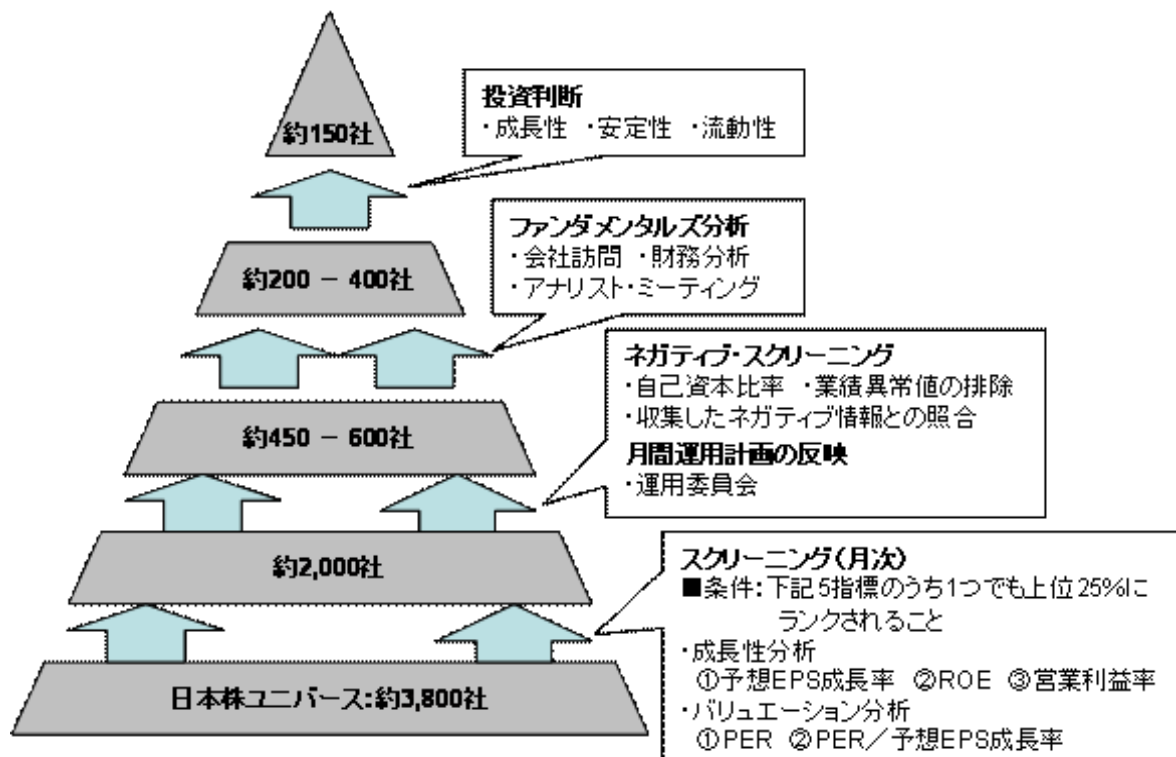 約150社
投資判断
・成長性 ・安定性 ・流動性
約200 － 400社
ファンダメンタルズ分析
・会社訪問 ・財務分析
・アナリスト・ミーティング
約450 － 600社
ネガティブ・スクリーニング
・自己資本比率 ・業績異常値の排除
・収集したネガティブ情報との照合
月間運用計画の反映
・運用委員会
約2,000社
スクリーニング（月次）
■条件：下記5指標のうち1つでも上位25%に
ランクされること
・成長性分析
①予想EPS成長率 ②ROE ③営業利益率
・バリュエーション分析
①PER ②PER／予想EPS成長率
日本株ユニバース：約3,800社